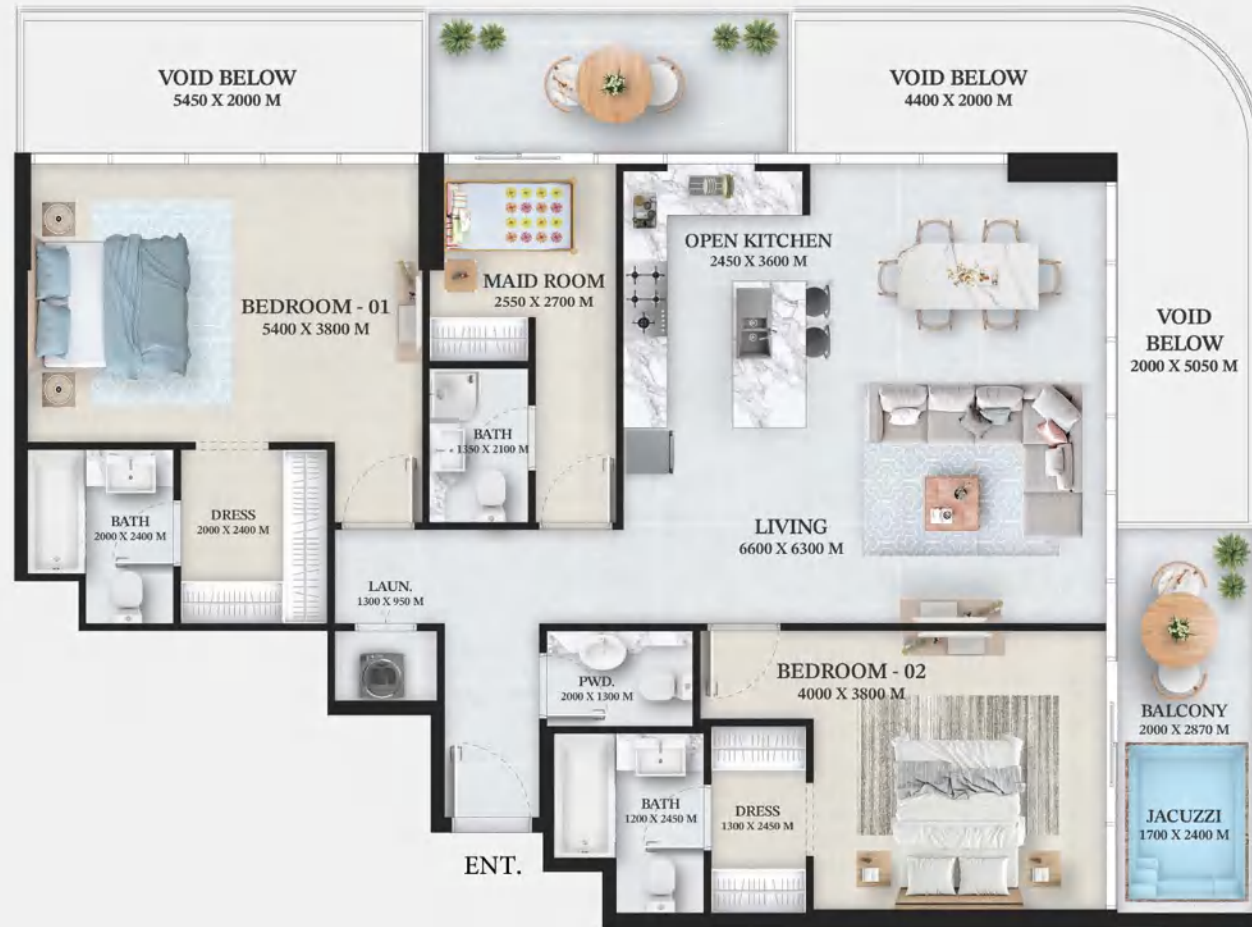 VOID BELOW
5450 X 2000 M
VOID BELOW
4400 X 2000 M
OPEN KITCHEN
2450 X 3600 M
MAID ROOM
2550 X 2700 M
BEDROOM - 01
5400 X 3800 M
VOID
BELOW
2000 X 5050 M
BATH
1350 X 2100 M
BATH
2000 X 2400 M
DRESS
2000 X 2400 M
LIVING
6600 X 6300 M
LAUN.
1300 X 950 M
PWD.
2000 X 1300 M
BEDROOM - 02
4000 X 3800 M
BALCONY
2000 X 2870 M
BATH
1200 X 2450 M
DRESS
1300 X 2450 M
JACUZZI
1700 X 2400 M
ENT.